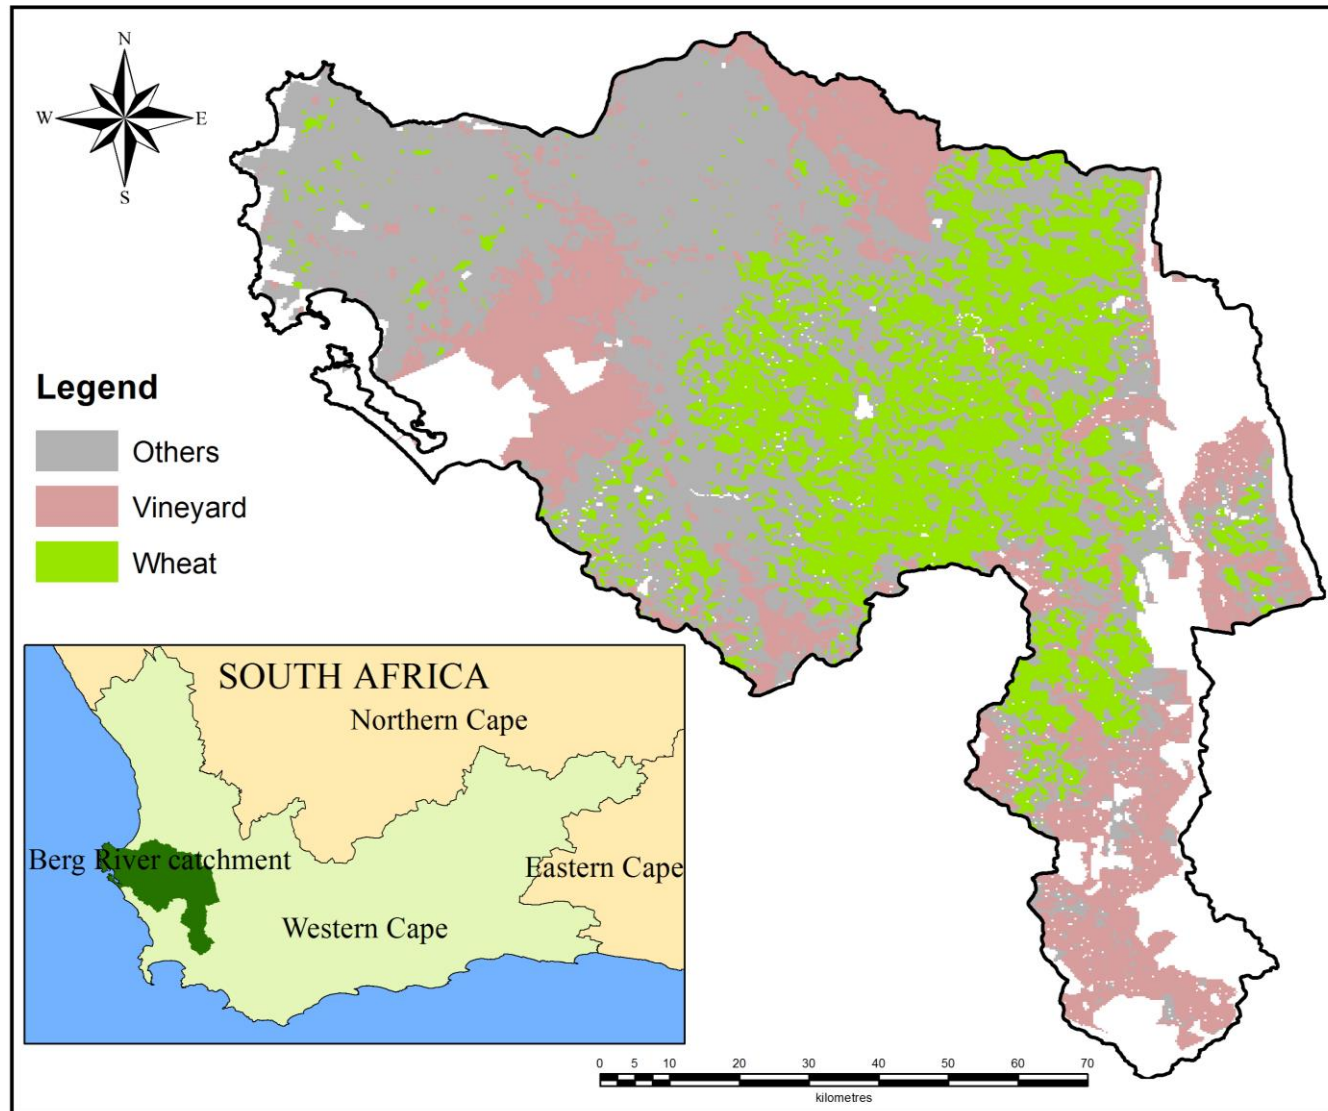 N
W E
S
Legend
Others
Vineyard
Wheat
SOUTH AFRICA
Northern Cape
Berg River catchment
Eastern Cape
Western Cape
0 5 10 20 30 40 50 60 70
kilometres